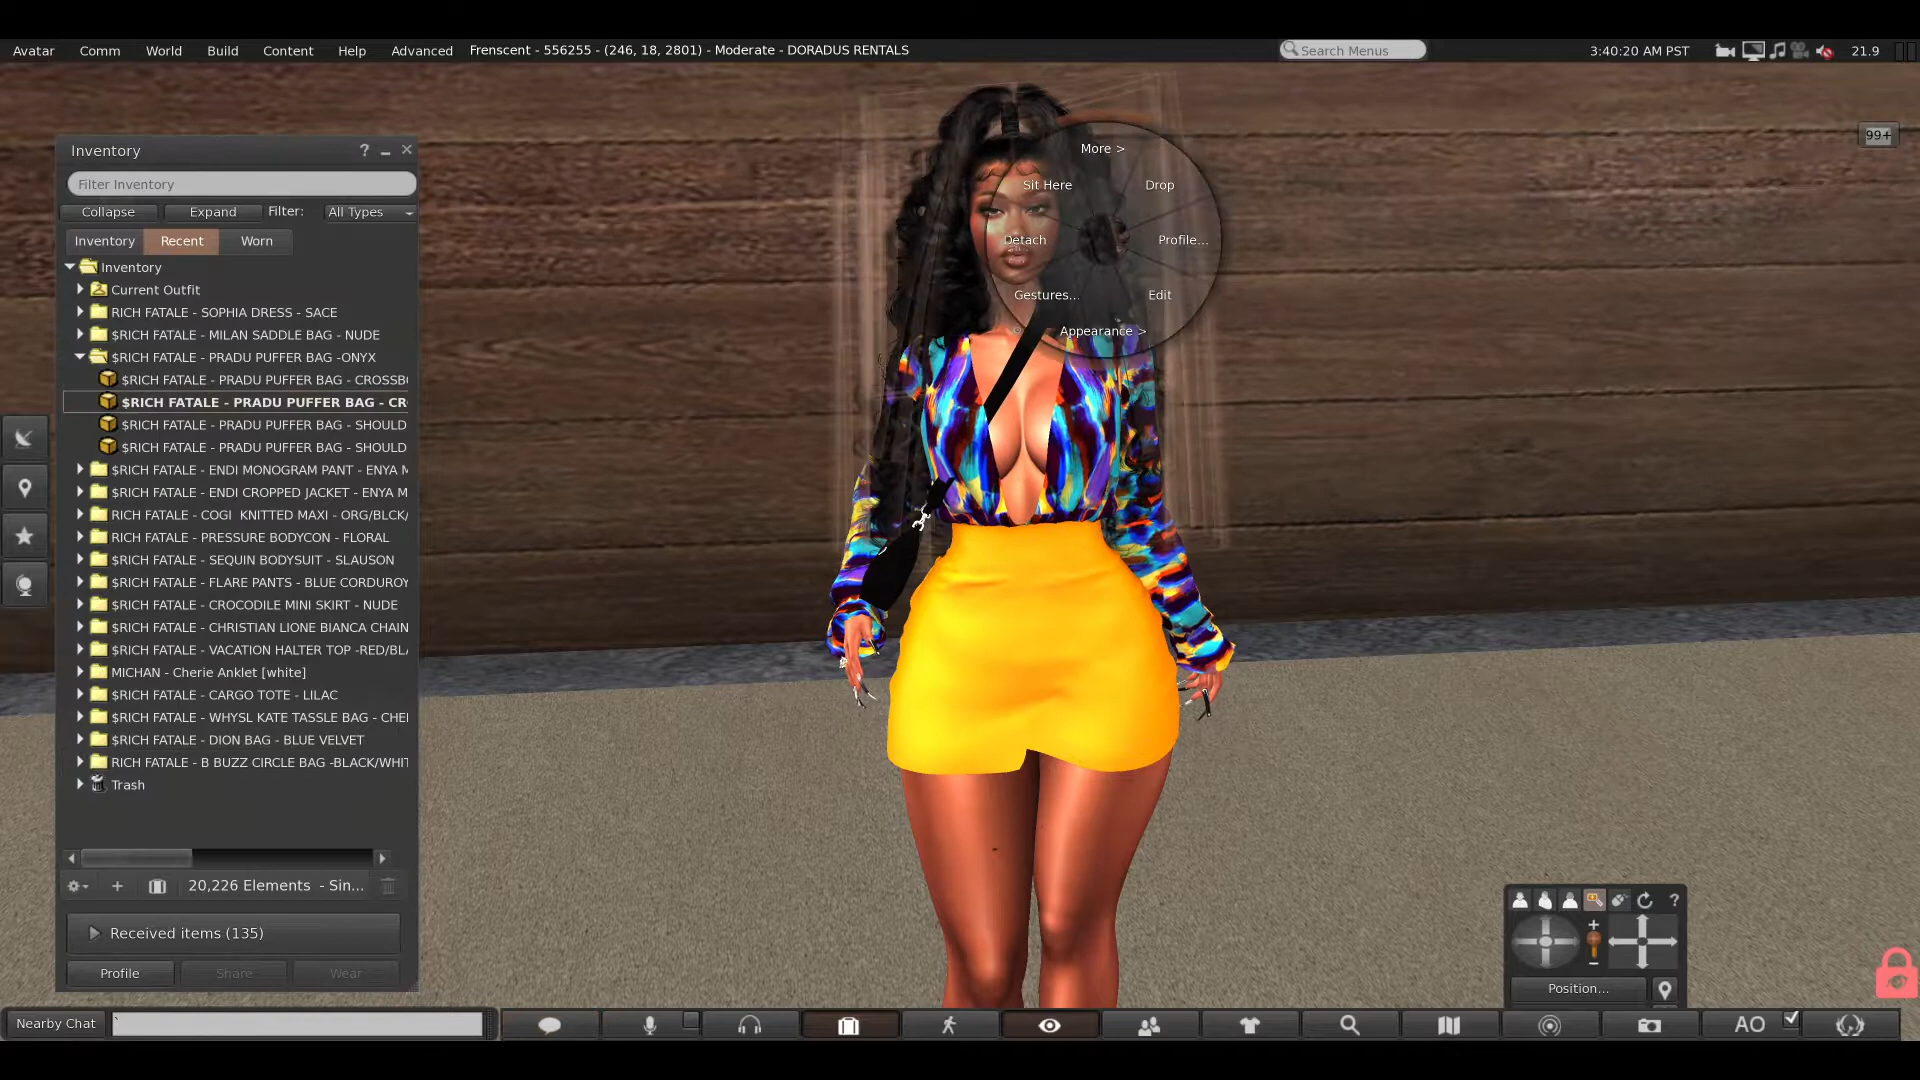 Avatar Comm World Build Content Help Advanced Frenscent - 556255 - (246, 18, 2801) - Moderate - DORADUS RENTALS Search Menus 3:40:20 AM PST 21.9
99+
Inventory ?
Filter Inventory
Collapse Expand Filter: All Types
Inventory Recent Worn
Inventory
Current Outfit
RICH FATALE - SOPHIA DRESS - SACE
$RICH FATALE - MILAN SADDLE BAG - NUDE
$RICH FATALE - PRADU PUFFER BAG -ONYX
$RICH FATALE - PRADU PUFFER BAG - CROSSB
$RICH FATALE - PRADU PUFFER BAG - CR
$RICH FATALE - PRADU PUFFER BAG - SHOULD
$RICH FATALE - PRADU PUFFER BAG - SHOULD
$RICH FATALE - ENDI MONOGRAM PANT - ENYA M
$RICH FATALE - ENDI CROPPED JACKET - ENYA M
RICH FATALE - COGI KNITTED MAXI - ORG/BLCK/
RICH FATALE - PRESSURE BODYCON - FLORAL
$RICH FATALE - SEQUIN BODYSUIT - SLAUSON
$RICH FATALE - FLARE PANTS - BLUE CORDUROY
$RICH FATALE - CROCODILE MINI SKIRT - NUDE
$RICH FATALE - CHRISTIAN LIONE BIANCA CHAIN
$RICH FATALE - VACATION HALTER TOP -RED/BL
MICHAN - Cherie Anklet [white]
$RICH FATALE - CARGO TOTE - LILAC
$RICH FATALE - WHYSL KATE TASSLE BAG - CHE
$RICH FATALE - DION BAG - BLUE VELVET
RICH FATALE - B BUZZ CIRCLE BAG -BLACK/WHI
Trash
20,226 Elements - Sin...
Received items (135)
Profile Share Wear
More >
Sit Here Drop
Detach Profile...
Gestures... Edit
Appearance >
?
Position...
Nearby Chat
AO